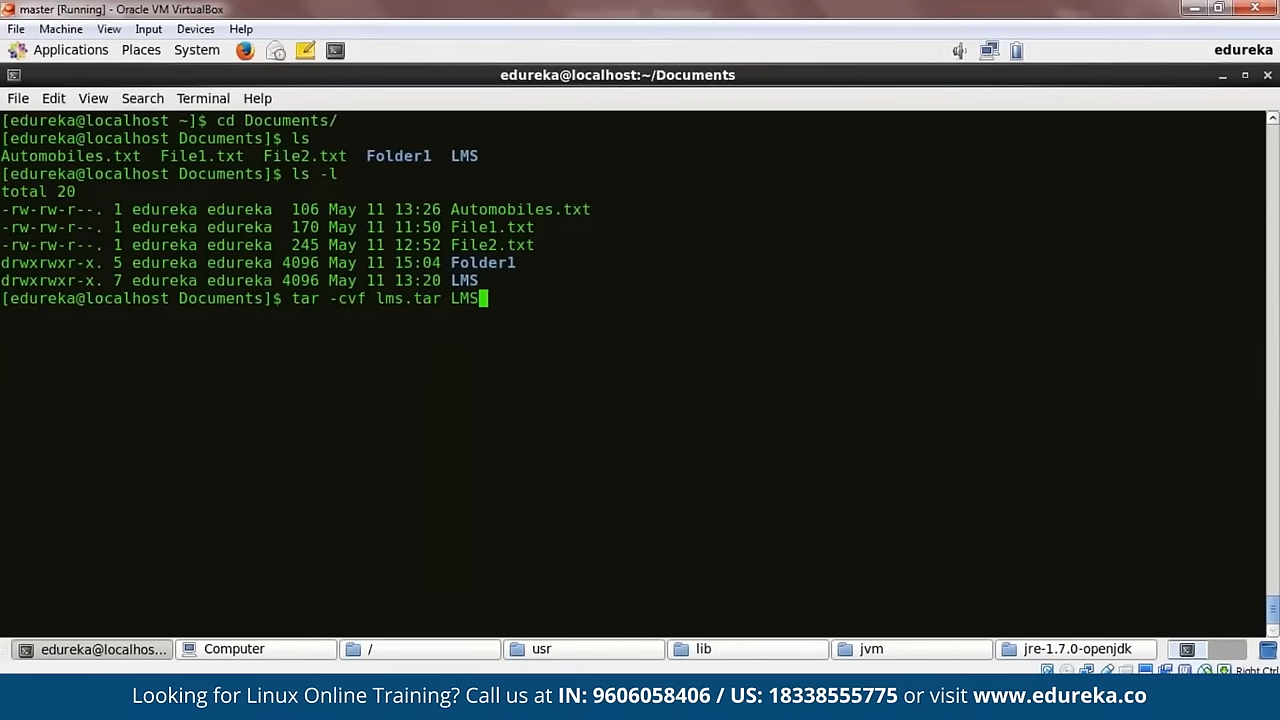 master [Running] - Oracle VM VirtualBox
File Machine View Input Devices Help
Applications Places System edureka
edureka@localhost:~/Documents
File Edit View Search Terminal Help
[edureka@localhost ~]$ cd Documents/
[edureka@localhost Documents]$ ls
Automobiles.txt  File1.txt  File2.txt  Folder1  LMS
[edureka@localhost Documents]$ ls -l
total 20
-rw-rw-r--. 1 edureka edureka  106 May 11 13:26 Automobiles.txt
-rw-rw-r--. 1 edureka edureka  170 May 11 11:50 File1.txt
-rw-rw-r--. 1 edureka edureka  245 May 11 12:52 File2.txt
drwxrwxr-x. 5 edureka edureka 4096 May 11 15:04 Folder1
drwxrwxr-x. 7 edureka edureka 4096 May 11 13:20 LMS
[edureka@localhost Documents]$ tar -cvf lms.tar LMS
edureka@localhos... Computer / usr lib jvm jre-1.7.0-openjdk
Right Ctrl
Looking for Linux Online Training? Call us at IN: 9606058406 / US: 18338555775 or visit www.edureka.co